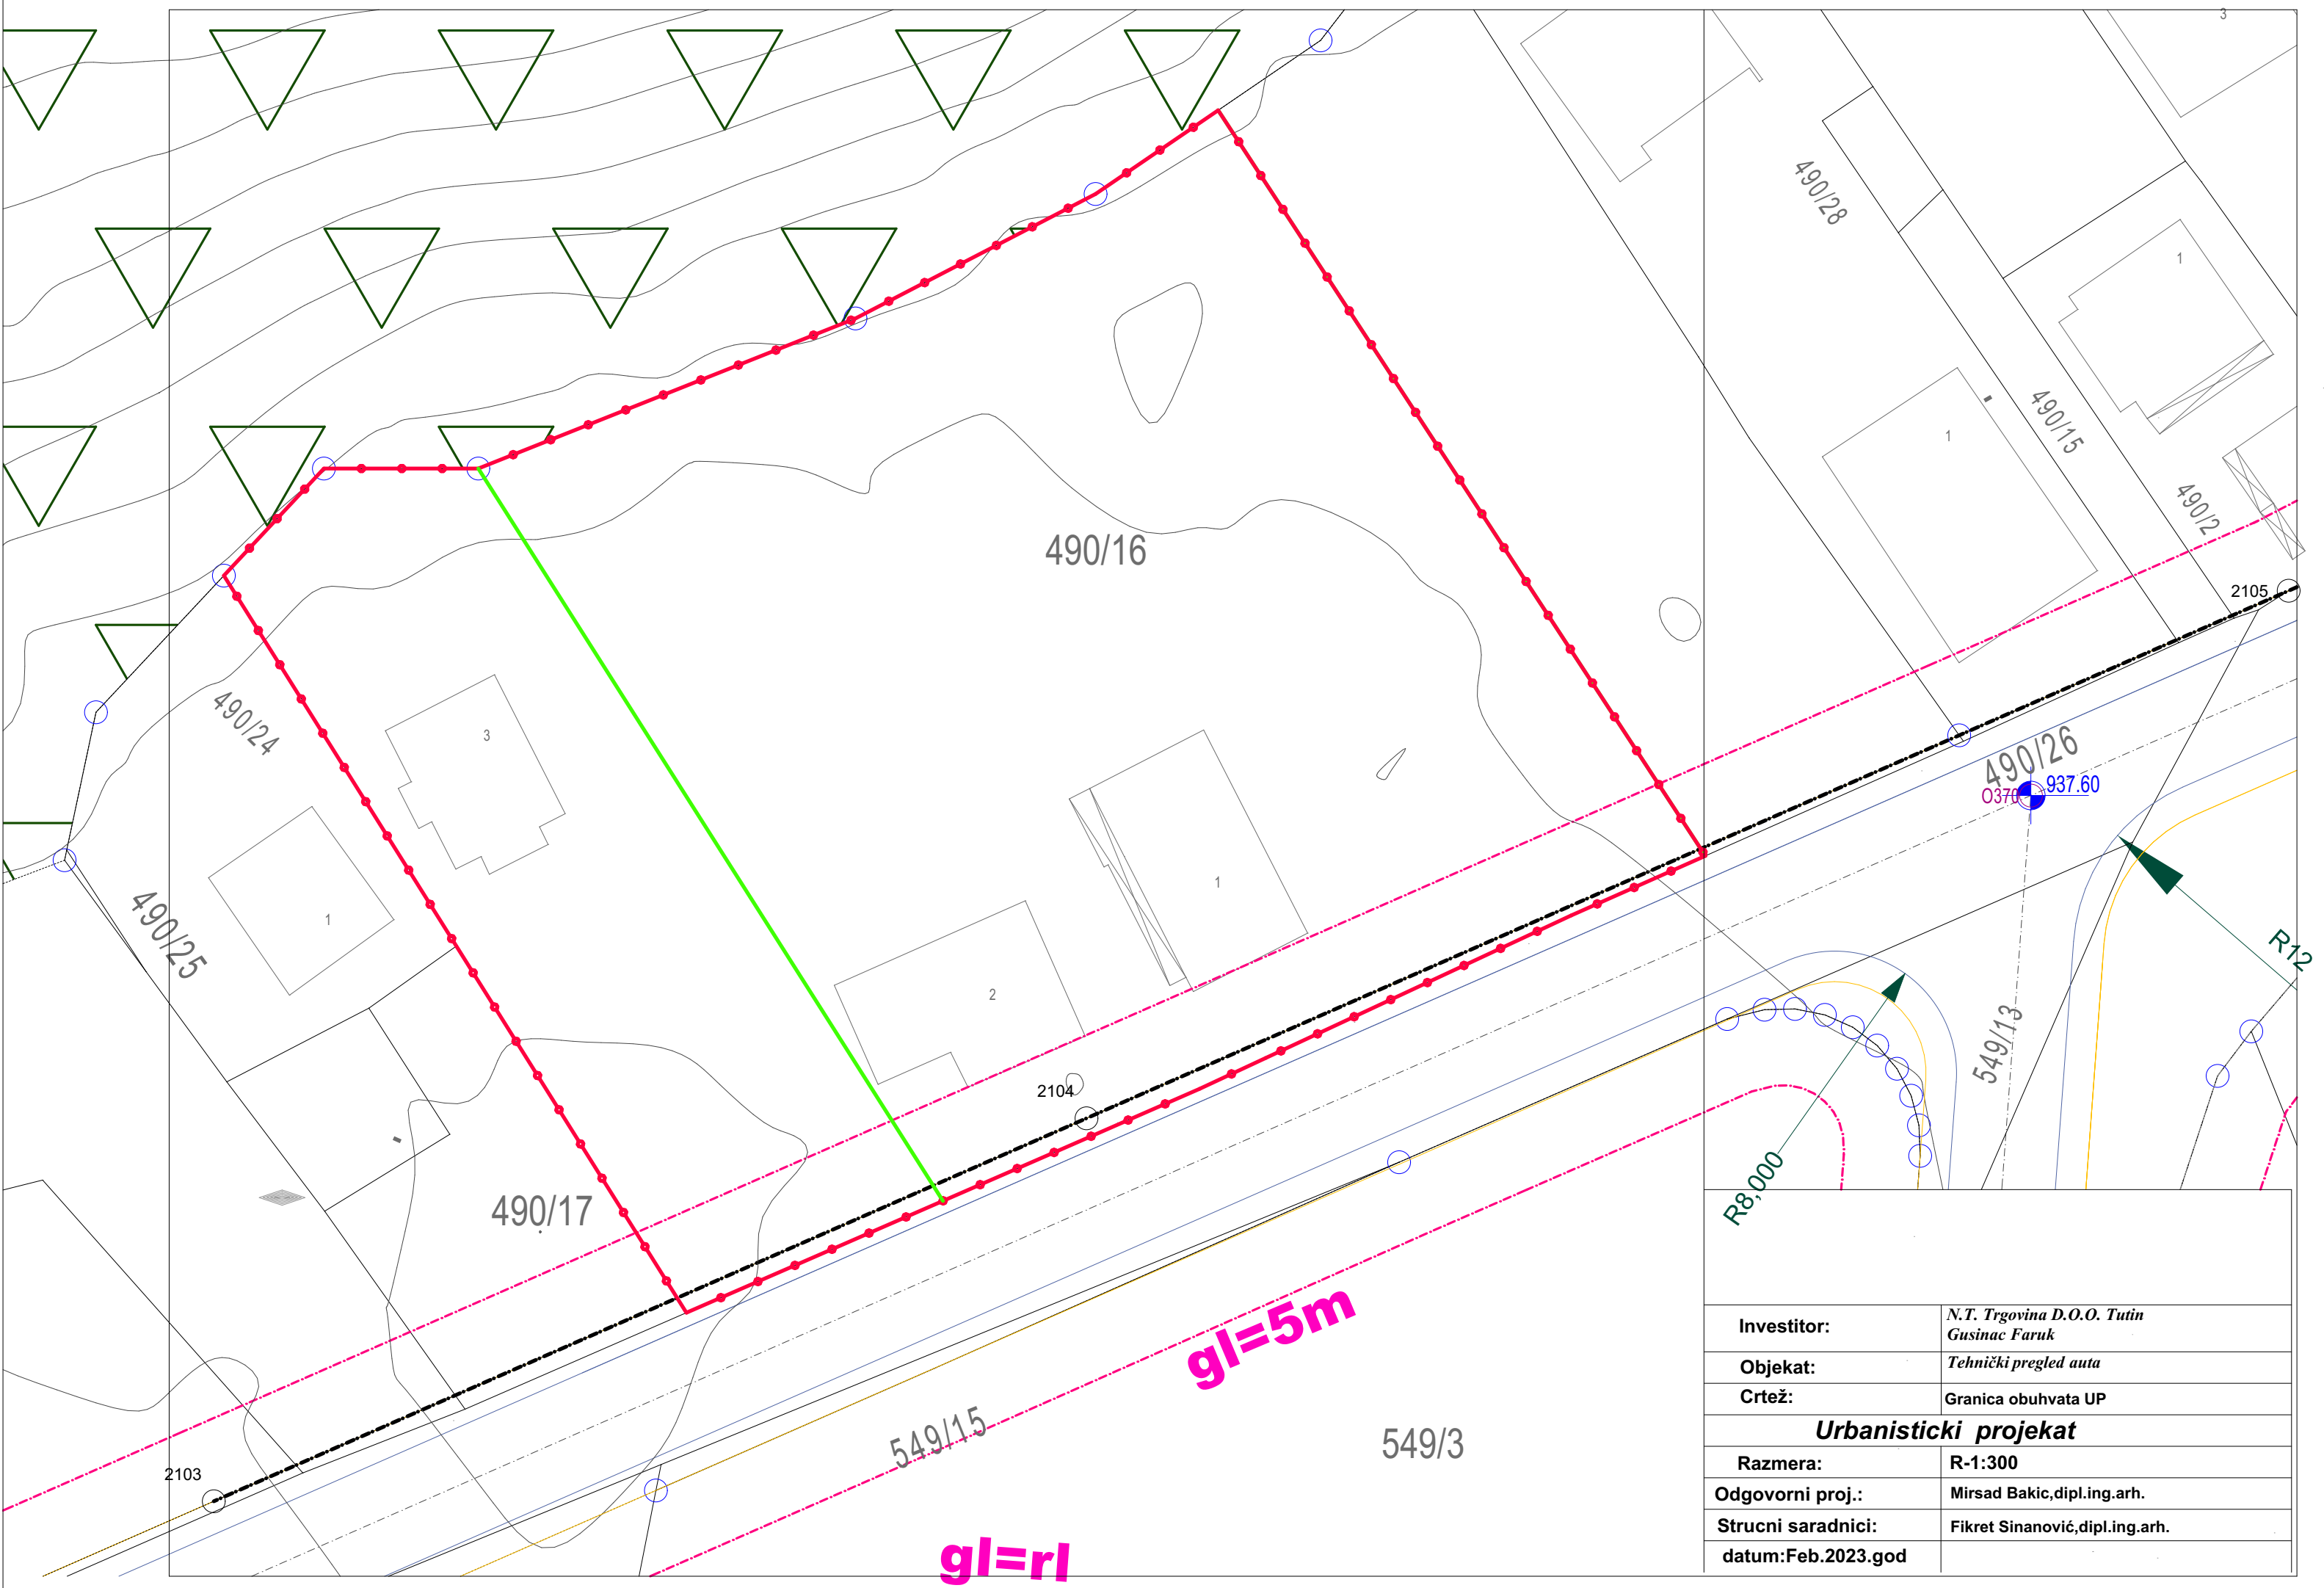 3
490/28
1
490/15
1
490/2
490/16
2105
490/24
3
490/26
937.60
O370
1
1
490/25
R12
2
549/13
2104
R8,000
490/17
gl=5m
549/15
549/3
2103
gl=rl
Investitor: N.T. Trgovina D.O.O. Tutin
Gusinac Faruk
Objekat: Tehnički pregled auta
Crtež: Granica obuhvata UP
Urbanisticki projekat
Razmera: R-1:300
Odgovorni proj.: Mirsad Bakic,dipl.ing.arh.
Strucni saradnici: Fikret Sinanović,dipl.ing.arh.
datum:Feb.2023.god